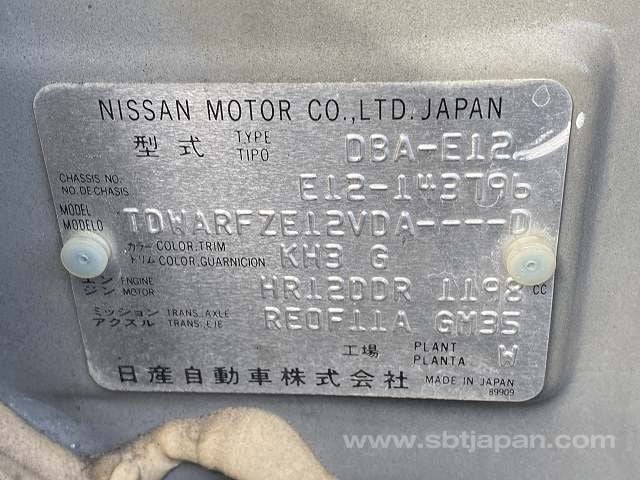 NISSAN MOTOR CO.,LTD. JAPAN
型式 TYPE TIPO DBA-E12
CHASSIS NO. NO.DE CHASIS E12-143796
MODEL MODELO TDWARFZE12VDA----D
カラー トリム COLOR,TRIM COLOR,GUARNICION KH3 G
エンジン ENGINE MOTOR HR12DDR 1198 CC
ミッション アクスル TRANS.,AXLE TRANS.,EJE RE0F11A GM35
工場 PLANT PLANTA W
日産自動車株式会社 MADE IN JAPAN
89909
www.sbtjapan.com